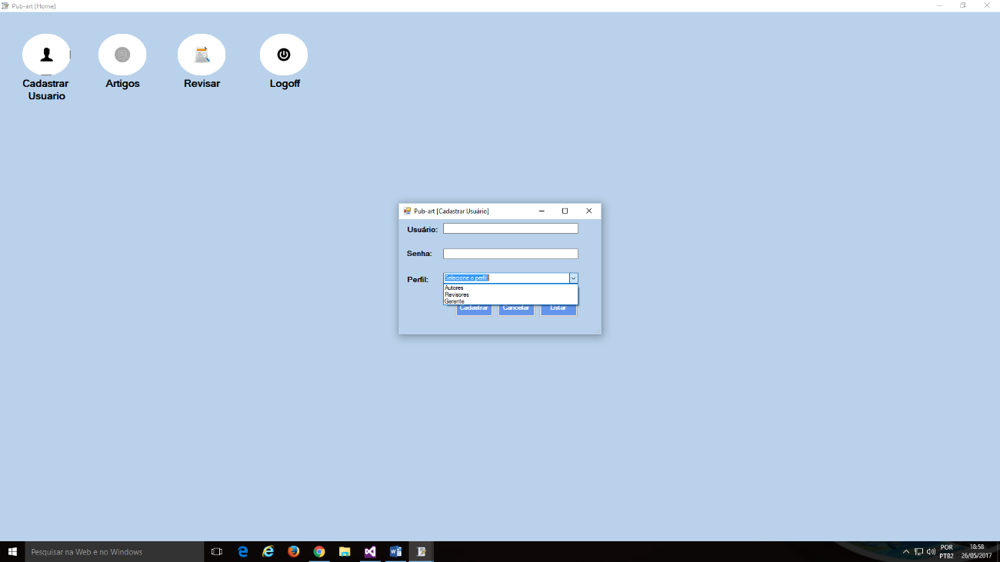 Pub-art [Home]
Cadastrar
Usuario
Artigos
Revisar
Logoff
Pub-art [Cadastrar Usuário]
Usuário:
Senha:
Perfil:
Selecione o perfil:
Autores
Revisores
Gerente
Cadastrar
Cancelar
Listar
Pesquisar na Web e no Windows
POR
PTB2
18:58
26/05/2017